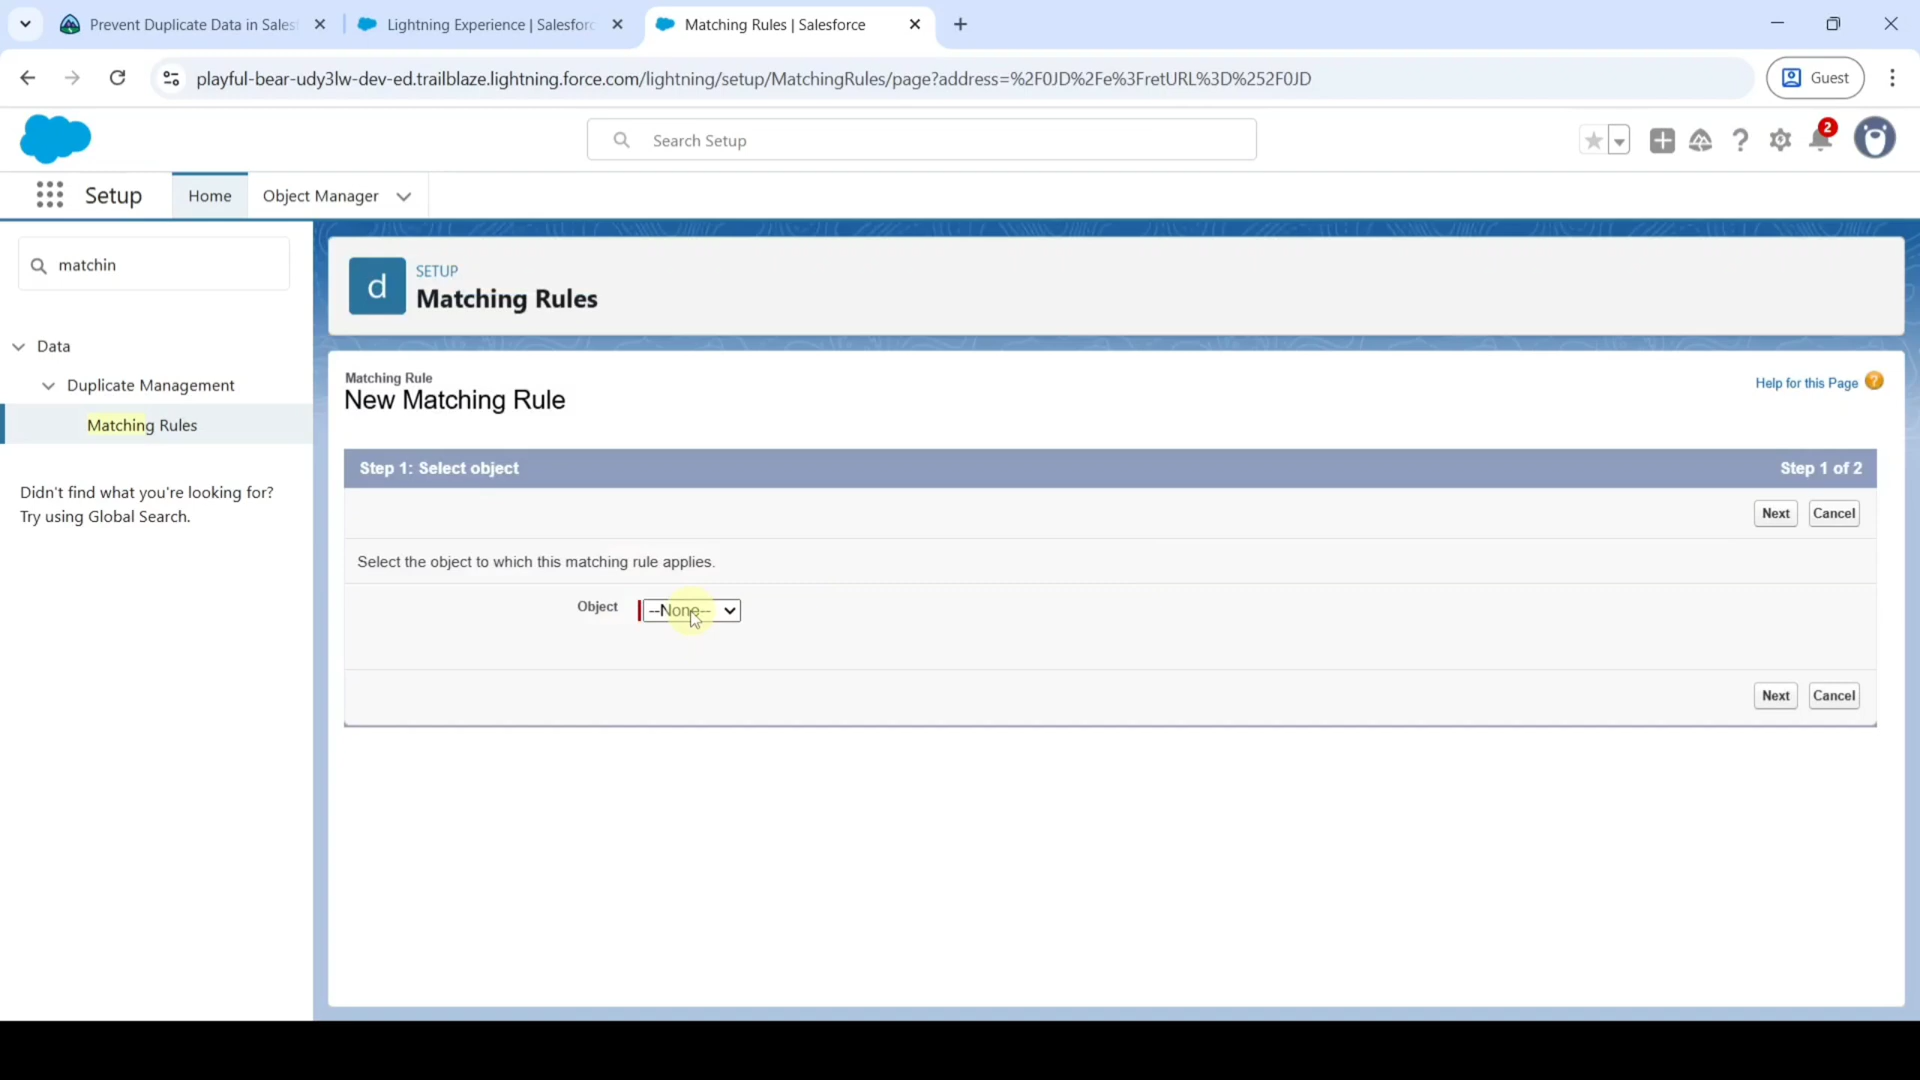 Prevent Duplicate Data in Sales
Lightning Experience | Salesforc
Matching Rules | Salesforce
playful-bear-udy3lw-dev-ed.trailblaze.lightning.force.com/lightning/setup/MatchingRules/page?address=%2F0JD%2Fe%3FretURL%3D%252F0JD
Guest
Search Setup
2
Setup
Home
Object Manager
matchin
Data
Duplicate Management
Matching Rules
Didn't find what you're looking for?
Try using Global Search.
d
SETUP
Matching Rules
Matching Rule
New Matching Rule
Help for this Page ?
Step 1: Select object
Step 1 of 2
Next
Cancel
Select the object to which this matching rule applies.
Object
--None--
Next
Cancel